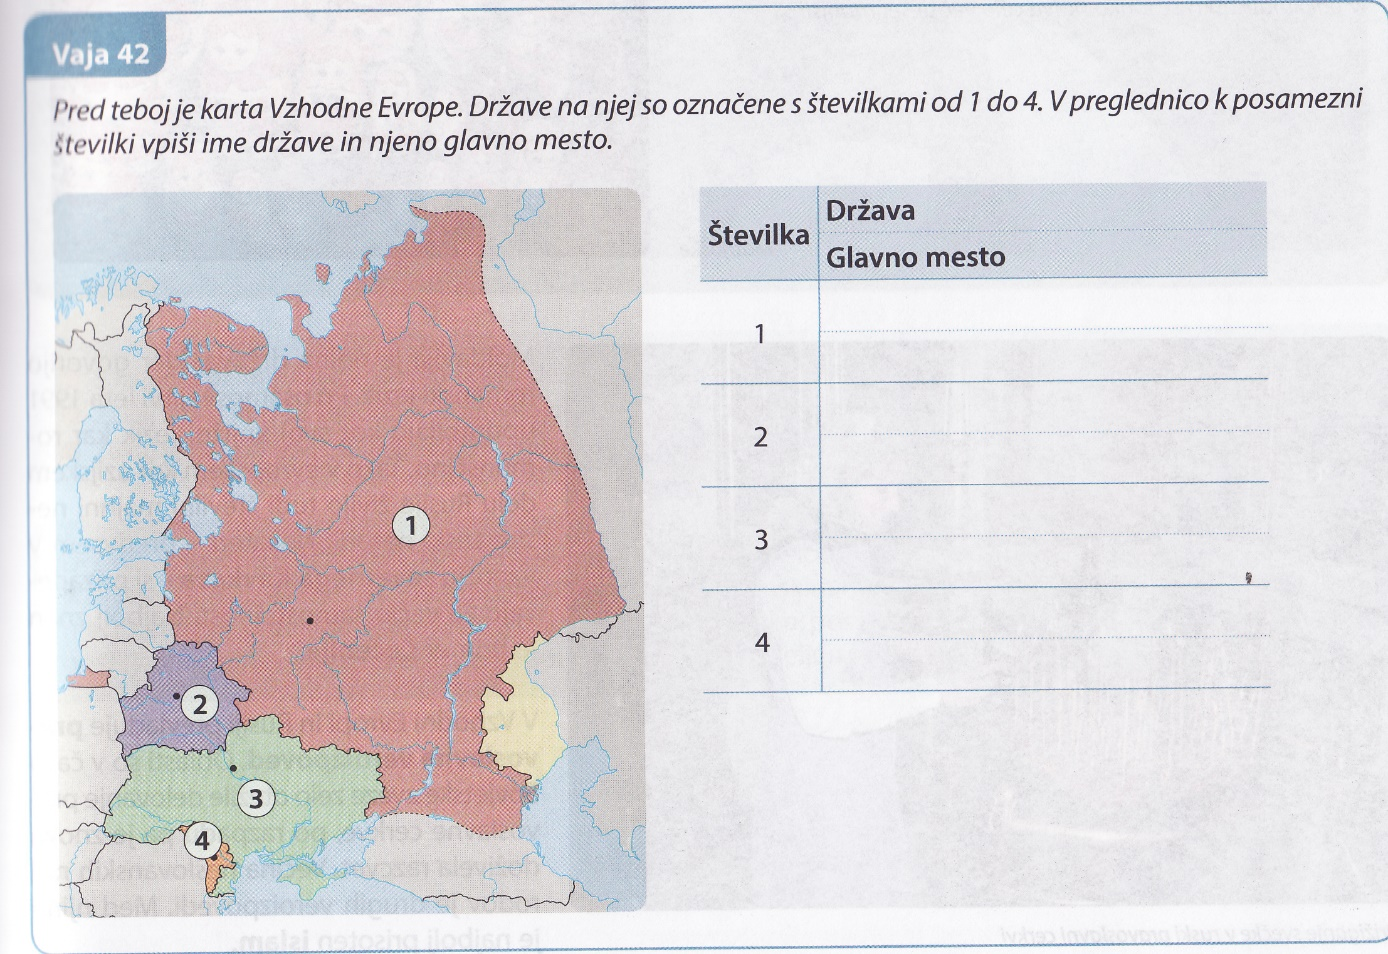 Vaja 42
Pred teboj je karta Vzhodne Evrope. Države na njej so označene s številkami od 1 do 4. V preglednico k posamezni
številki vpiši ime države in njeno glavno mesto.
1
2
3
4
Številka
Država
Glavno mesto
1
2
3
4